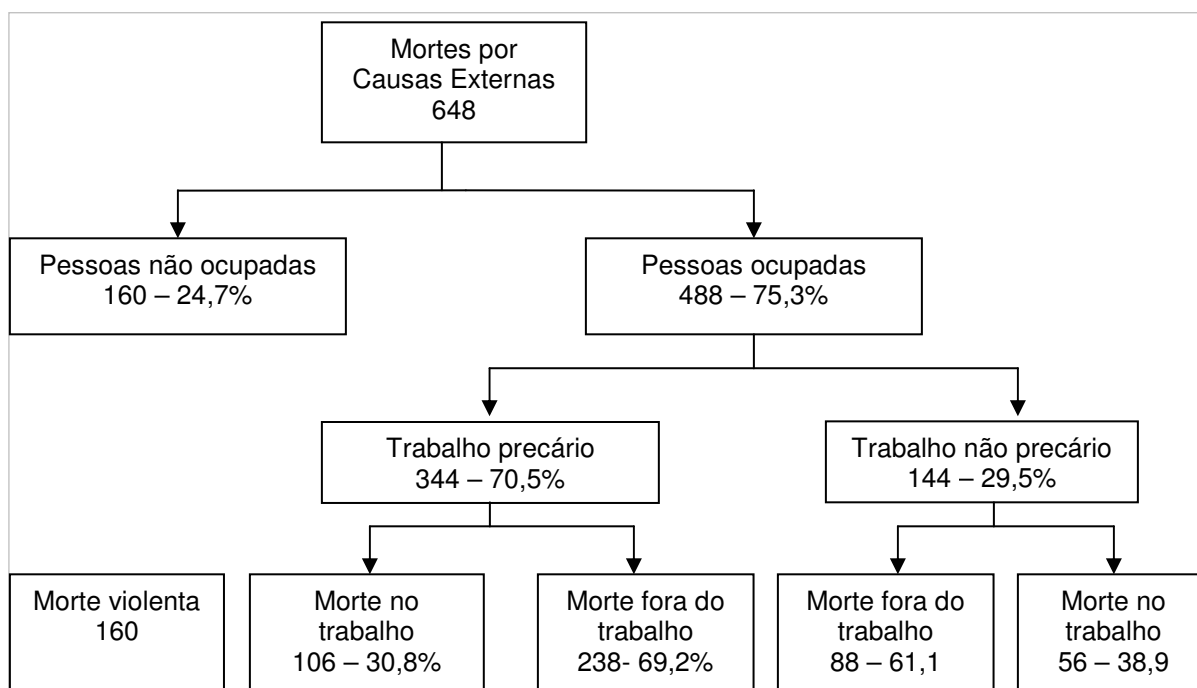 Mortes por
Causas Externas
648
Pessoas não ocupadas
160 – 24,7%
Pessoas ocupadas
488 – 75,3%
Trabalho precário
344 – 70,5%
Trabalho não precário
144 – 29,5%
Morte violenta
160
Morte no
trabalho
106 – 30,8%
Morte fora do
trabalho
238- 69,2%
Morte fora do
trabalho
88 – 61,1
Morte no
trabalho
56 – 38,9